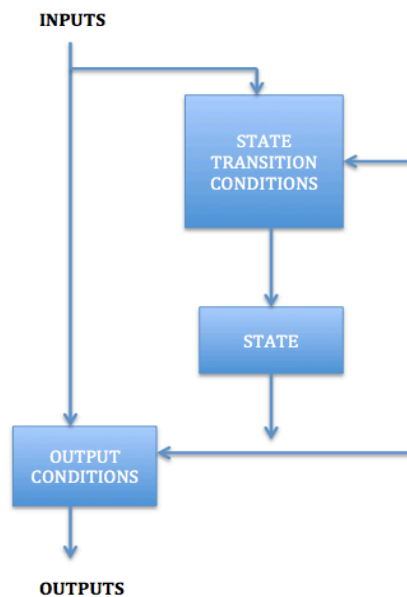 INPUTS
STATE
TRANSITION
CONDITIONS
STATE
OUTPUT
CONDITIONS
OUTPUTS